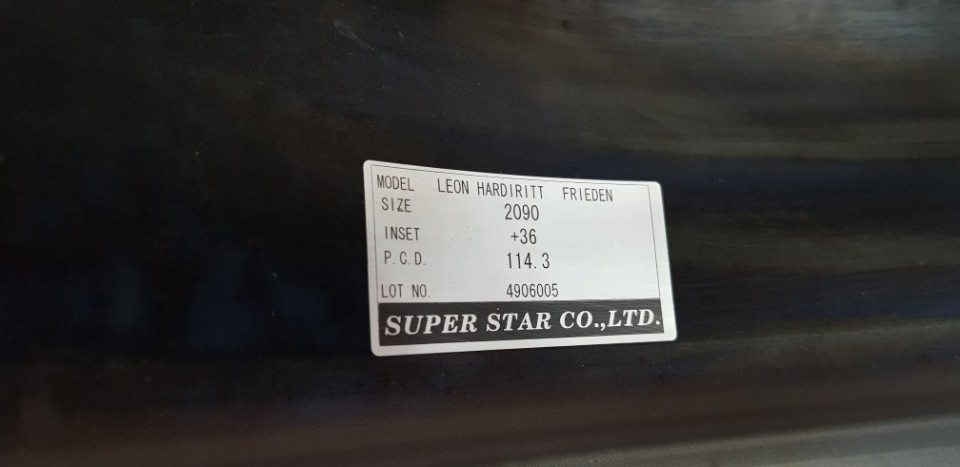 MODEL LEON HARDIRITT FRIEDEN
SIZE 2090
INSET +36
P.C.D. 114.3
LOT NO. 4906005
SUPER STAR CO.,LTD.